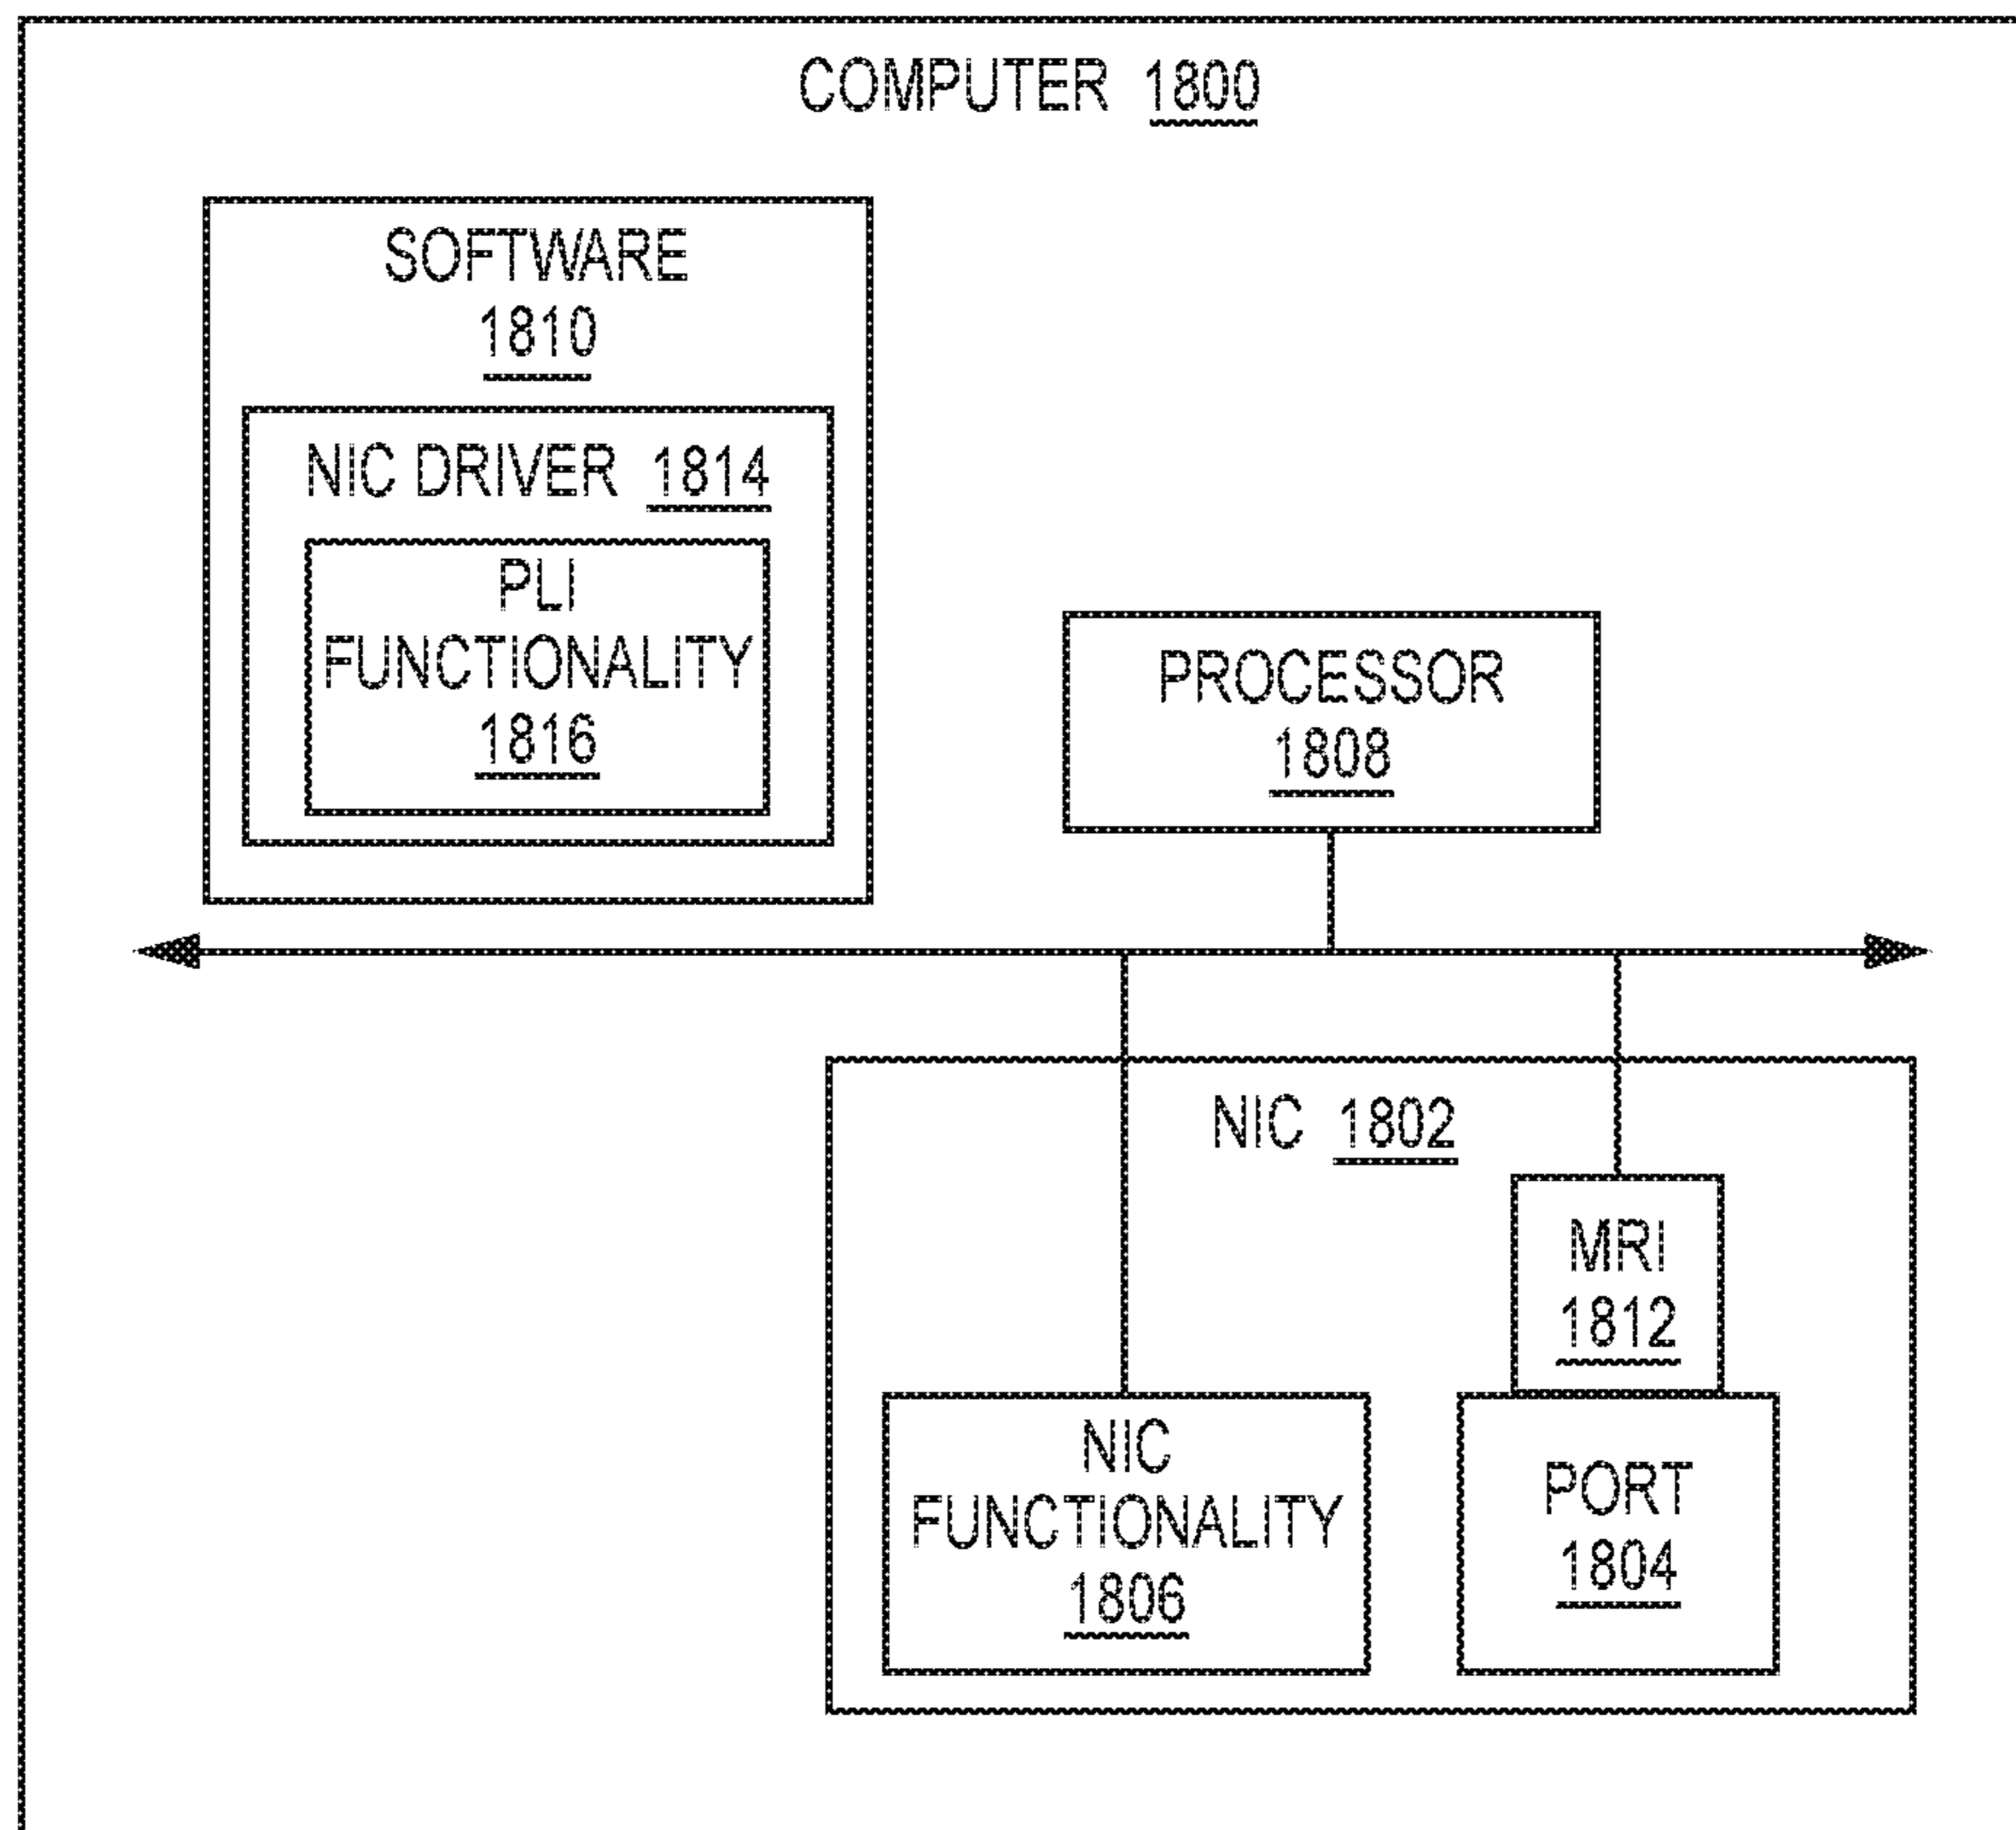 COMPUTER 1800
SOFTWARE
1810
NIC DRIVER 1814
PLI
FUNCTIONALITY
1816
PROCESSOR
1808
NIC 1802
MRI
1812
NIC
FUNCTIONALITY
1806
PORT
1804